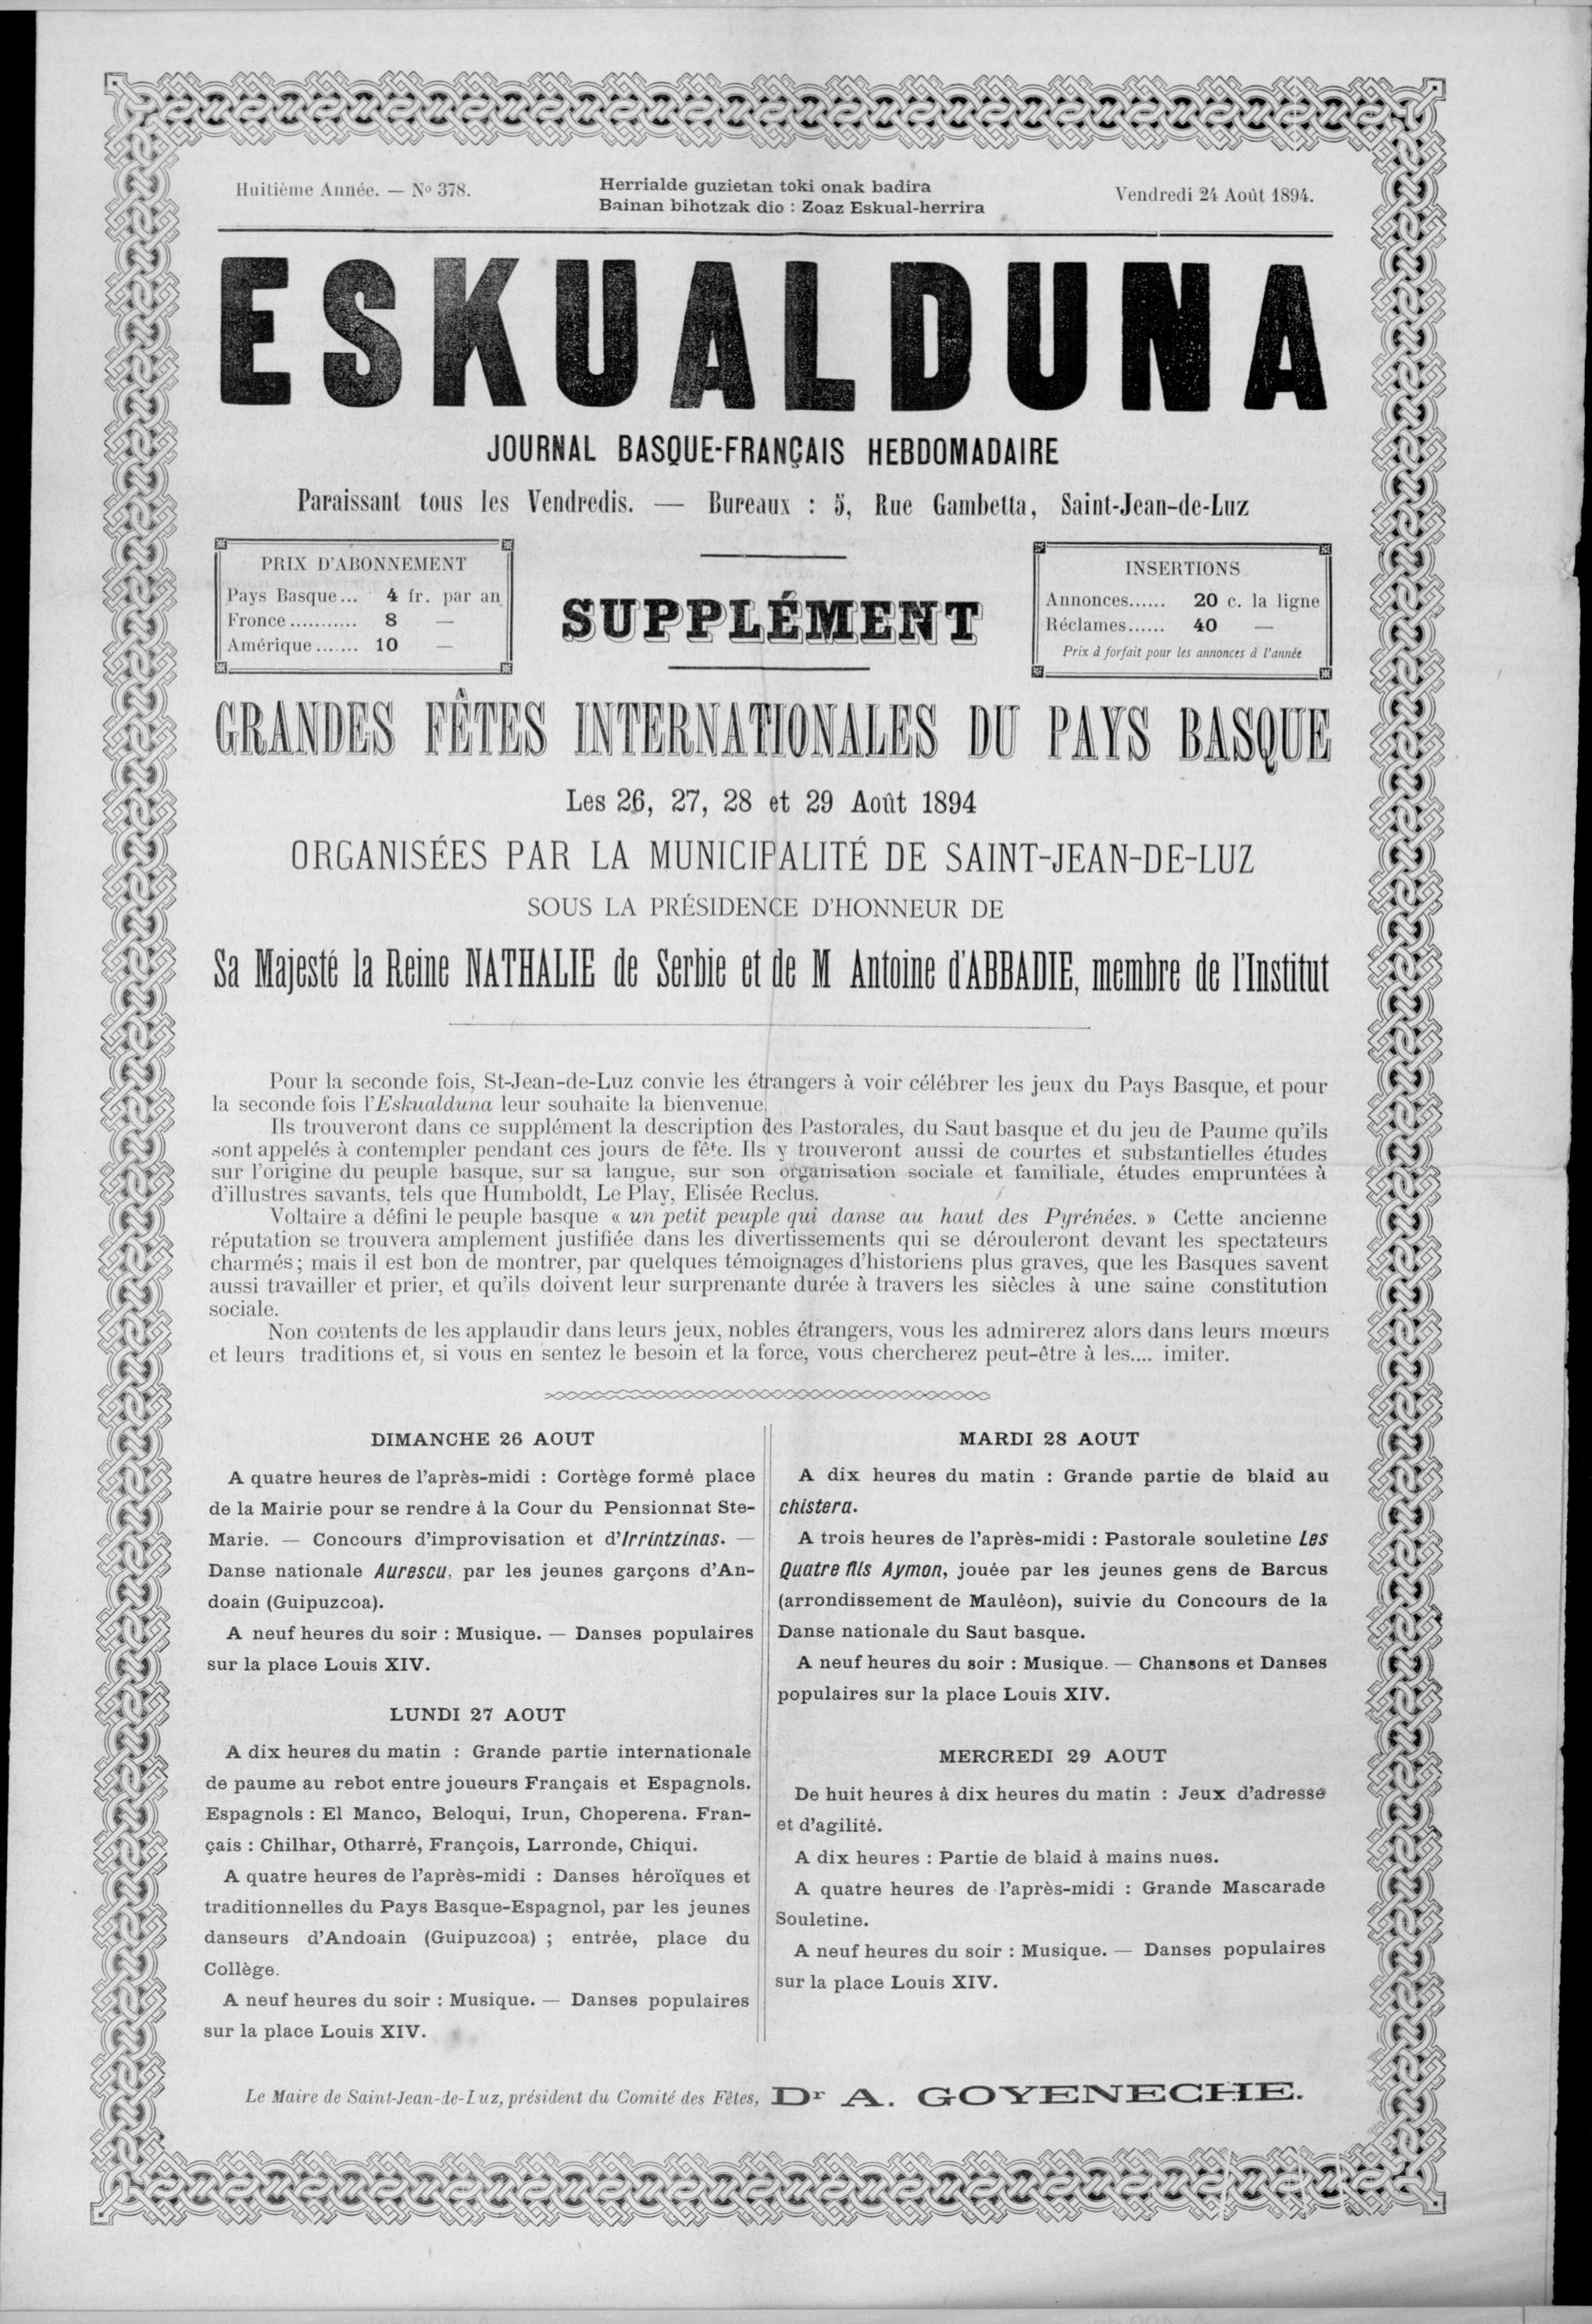 Huitième Année. — No 378.
Herrialde guzietan toki onak badira
Bainan bihotzak dio : Zoaz Eskual-herrira
Vendredi 24 Août 1894.
ESKUALDUNA
JOURNAL BASQUE-FRANÇAIS HEBDOMADAIRE
Paraissant tous les Vendredis. — Bureaux : 5, Rue Gambetta, Saint-Jean-de-Luz
PRIX D'ABONNEMENT
Pays Basque... 4 fr. par an
Fronce........... 8 —
Amérique....... 10 —
SUPPLÉMENT
INSERTIONS
Annonces...... 20 c. la ligne
Réclames...... 40 —
Prix à forfait pour les annonces à l'année
GRANDES FÊTES INTERNATIONALES DU PAYS BASQUE
Les 26, 27, 28 et 29 Août 1894
ORGANISÉES PAR LA MUNICIPALITÉ DE SAINT-JEAN-DE-LUZ
SOUS LA PRÉSIDENCE D'HONNEUR DE
Sa Majesté la Reine NATHALIE de Serbie et de M Antoine d'ABBADIE, membre de l'Institut
Pour la seconde fois, St-Jean-de-Luz convie les étrangers à voir célébrer les jeux du Pays Basque, et pour
la seconde fois l'Eskualduna leur souhaite la bienvenue.
Ils trouveront dans ce supplément la description des Pastorales, du Saut basque et du jeu de Paume qu'ils
sont appelés à contempler pendant ces jours de fête. Ils y trouveront aussi de courtes et substantielles études
sur l'origine du peuple basque, sur sa langue, sur son organisation sociale et familiale, études empruntées à
d'illustres savants, tels que Humboldt, Le Play, Elisée Reclus.
Voltaire a défini le peuple basque « un petit peuple qui danse au haut des Pyrénées. » Cette ancienne
réputation se trouvera amplement justifiée dans les divertissements qui se dérouleront devant les spectateurs
charmés ; mais il est bon de montrer, par quelques témoignages d'historiens plus graves, que les Basques savent
aussi travailler et prier, et qu'ils doivent leur surprenante durée à travers les siècles à une saine constitution
sociale.
Non contents de les applaudir dans leurs jeux, nobles étrangers, vous les admirerez alors dans leurs mœurs
et leurs traditions et, si vous en sentez le besoin et la force, vous chercherez peut-être à les.... imiter.
DIMANCHE 26 AOUT
A quatre heures de l'après-midi : Cortège formé place
de la Mairie pour se rendre à la Cour du Pensionnat Ste-
Marie. — Concours d'improvisation et d'Irrintzinas. —
Danse nationale Aurescu, par les jeunes garçons d'An-
doain (Guipuzcoa).
A neuf heures du soir : Musique. — Danses populaires
sur la place Louis XIV.
LUNDI 27 AOUT
A dix heures du matin : Grande partie internationale
de paume au rebot entre joueurs Français et Espagnols.
Espagnols : El Manco, Beloqui, Irun, Choperena. Fran-
çais : Chilhar, Otharré, François, Larronde, Chiqui.
A quatre heures de l'après-midi : Danses héroïques et
traditionnelles du Pays Basque-Espagnol, par les jeunes
danseurs d'Andoain (Guipuzcoa) ; entrée, place du
Collège.
A neuf heures du soir : Musique. — Danses populaires
sur la place Louis XIV.
MARDI 28 AOUT
A dix heures du matin : Grande partie de blaid au
chistera.
A trois heures de l'après-midi : Pastorale souletine Les
Quatre fils Aymon, jouée par les jeunes gens de Barcus
(arrondissement de Mauléon), suivie du Concours de la
Danse nationale du Saut basque.
A neuf heures du soir : Musique. — Chansons et Danses
populaires sur la place Louis XIV.
MERCREDI 29 AOUT
De huit heures à dix heures du matin : Jeux d'adresse
et d'agilité.
A dix heures : Partie de blaid à mains nues.
A quatre heures de l'après-midi : Grande Mascarade
Souletine.
A neuf heures du soir : Musique. — Danses populaires
sur la place Louis XIV.
Le Maire de Saint-Jean-de-Luz, président du Comité des Fêtes, Dr A. GOYENECHE.